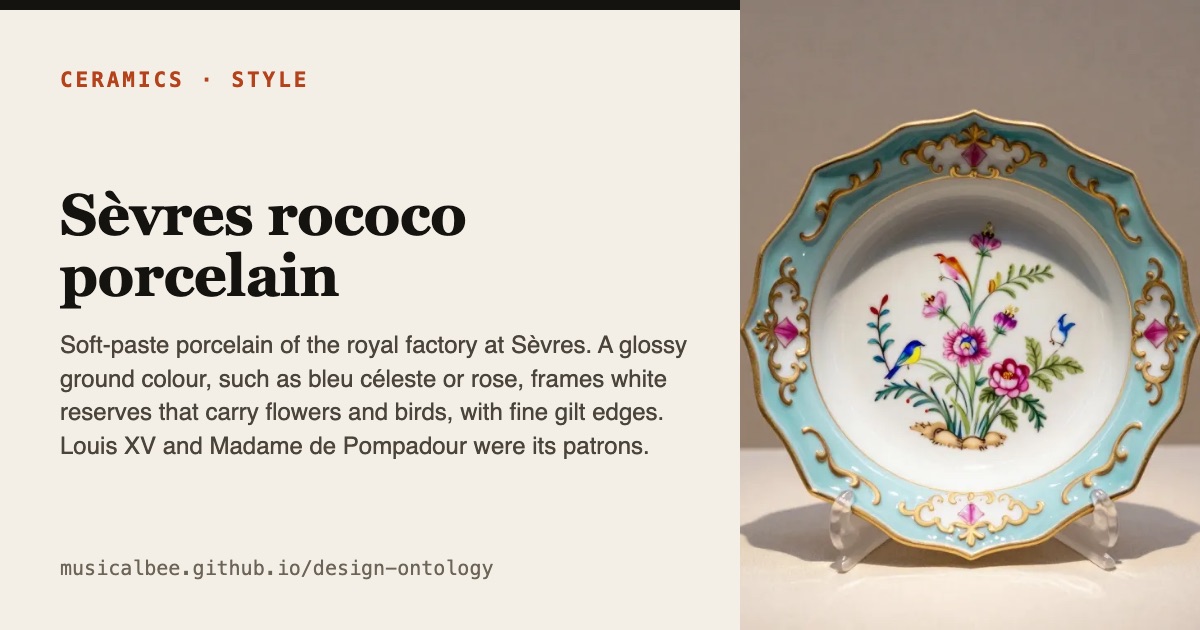 CERAMICS · STYLE
Sèvres rococo
porcelain
Soft-paste porcelain of the royal factory at Sèvres. A glossy
ground colour, such as bleu céleste or rose, frames white
reserves that carry flowers and birds, with fine gilt edges.
Louis XV and Madame de Pompadour were its patrons.
musicalbee.github.io/design-ontology